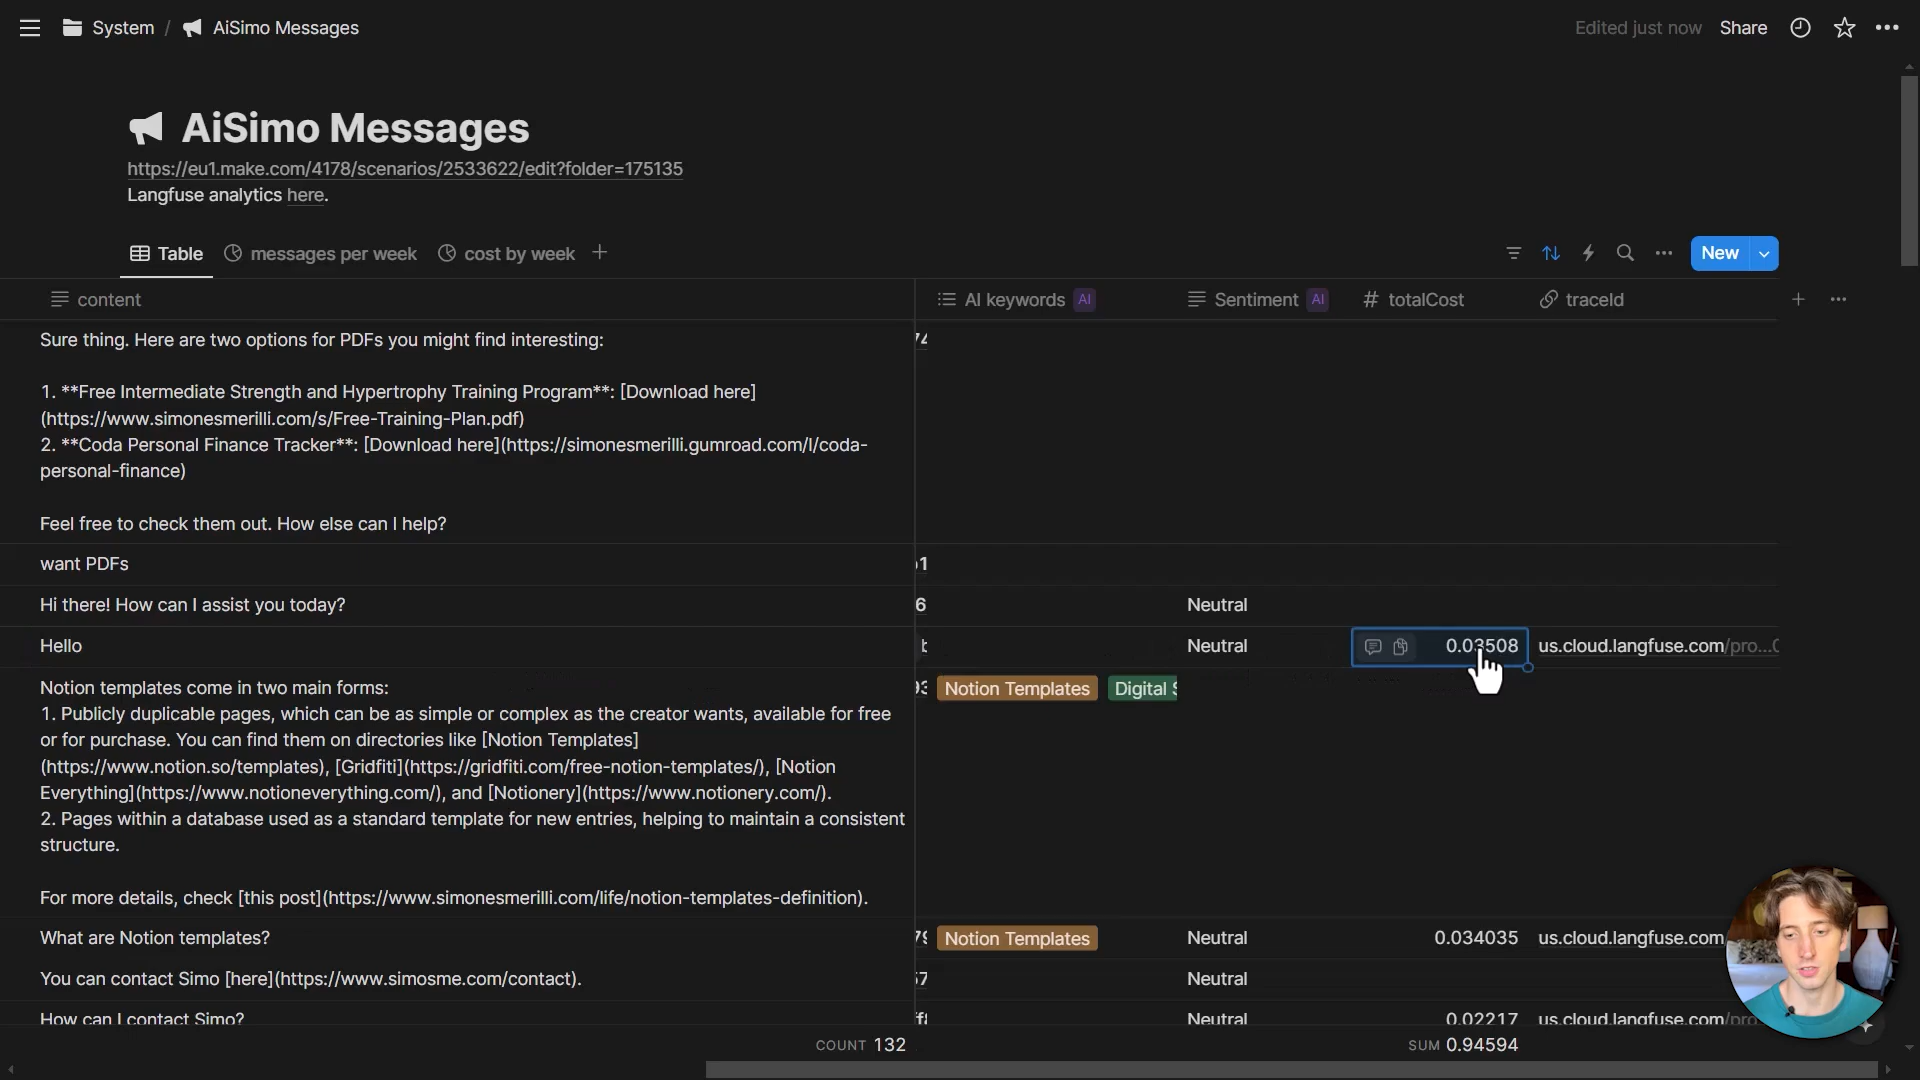 System / AiSimo Messages
Edited just now Share
AiSimo Messages
https://eu1.make.com/4178/scenarios/2533622/edit?folder=175135
Langfuse analytics here.
Table messages per week cost by week
New
content AI keywords AI Sentiment AI totalCost traceId
Sure thing. Here are two options for PDFs you might find interesting:
1. **Free Intermediate Strength and Hypertrophy Training Program**: [Download here]
(https://www.simonesmerilli.com/s/Free-Training-Plan.pdf)
2. **Coda Personal Finance Tracker**: [Download here](https://simonesmerilli.gumroad.com/l/coda-
personal-finance)
Feel free to check them out. How else can I help?
want PDFs
Hi there! How can I assist you today? 6 Neutral
Hello Neutral 0.03508 us.cloud.langfuse.com/pro...
Notion templates come in two main forms: Notion Templates Digital
1. Publicly duplicable pages, which can be as simple or complex as the creator wants, available for free
or for purchase. You can find them on directories like [Notion Templates]
(https://www.notion.so/templates), [Gridfiti](https://gridfiti.com/free-notion-templates/), [Notion
Everything](https://www.notioneverything.com/), and [Notionery](https://www.notionery.com/).
2. Pages within a database used as a standard template for new entries, helping to maintain a consistent
structure.
For more details, check [this post](https://www.simonesmerilli.com/life/notion-templates-definition).
What are Notion templates? Notion Templates Neutral 0.034035 us.cloud.langfuse.com
You can contact Simo [here](https://www.simosme.com/contact). Neutral
How can I contact Simo? Neutral 0.02217 us.cloud.langfuse.com/pro
COUNT 132 SUM 0.94594